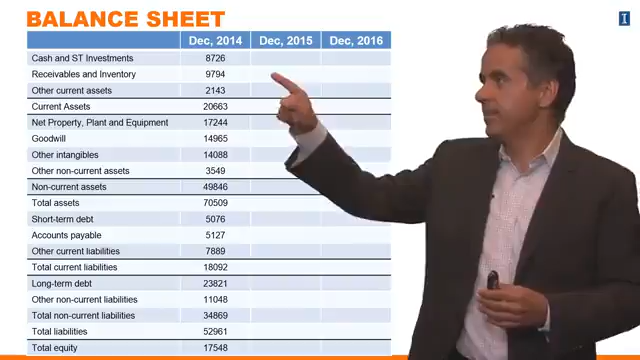 BALANCE SHEET
I
Dec, 2014 Dec, 2015 Dec, 2016
Cash and ST Investments 8726
Receivables and Inventory 9794
Other current assets 2143
Current Assets 20663
Net Property, Plant and Equipment 17244
Goodwill 14965
Other intangibles 14088
Other non-current assets 3549
Non-current assets 49846
Total assets 70509
Short-term debt 5076
Accounts payable 5127
Other current liabilities 7889
Total current liabilities 18092
Long-term debt 23821
Other non-current liabilities 11048
Total non-current liabilities 34869
Total liabilities 52961
Total equity 17548